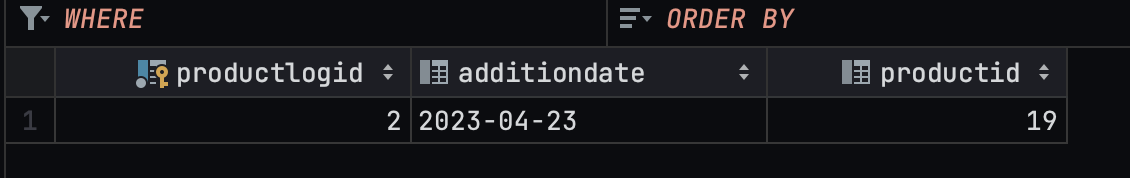 WHERE ORDER BY
productlogid additiondate productid
1 2 2023-04-23 19